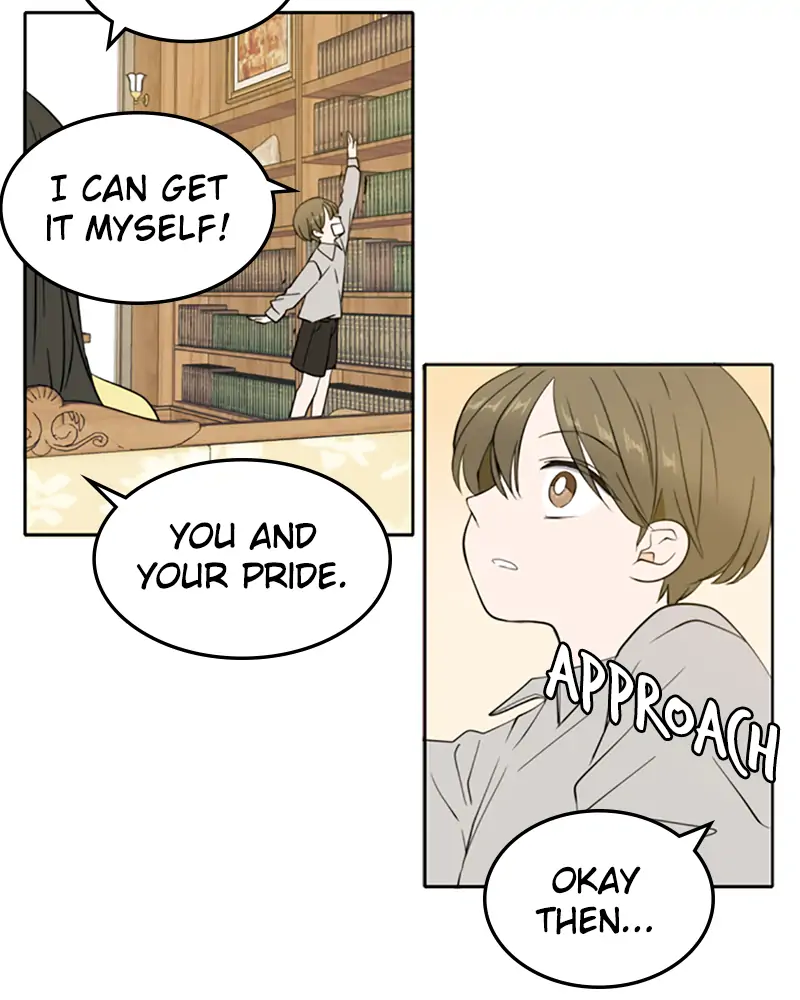 I CAN GET
IT MYSELF!
YOU AND
YOUR PRIDE.
APPROACH
OKAY
THEN...